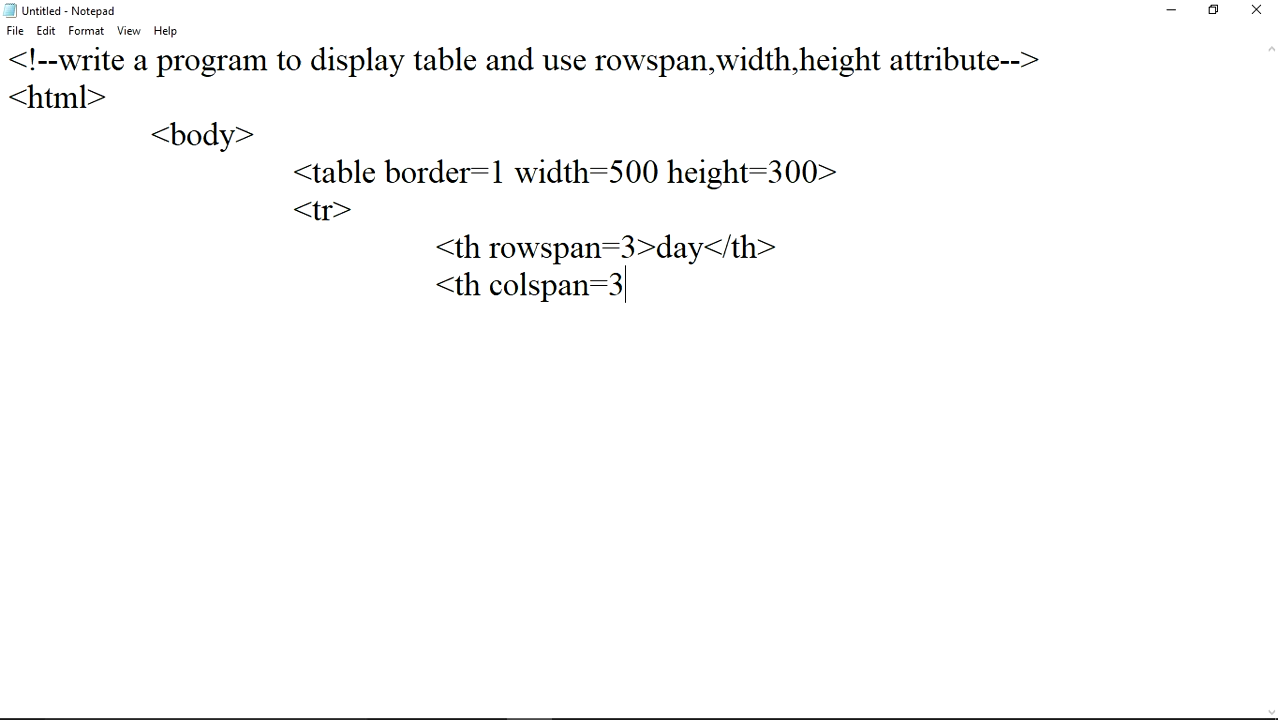 Untitled - Notepad
File Edit Format View Help
<!--write a program to display table and use rowspan,width,height attribute-->
<html>
<body>
<table border=1 width=500 height=300>
<tr>
<th rowspan=3>day</th>
<th colspan=3